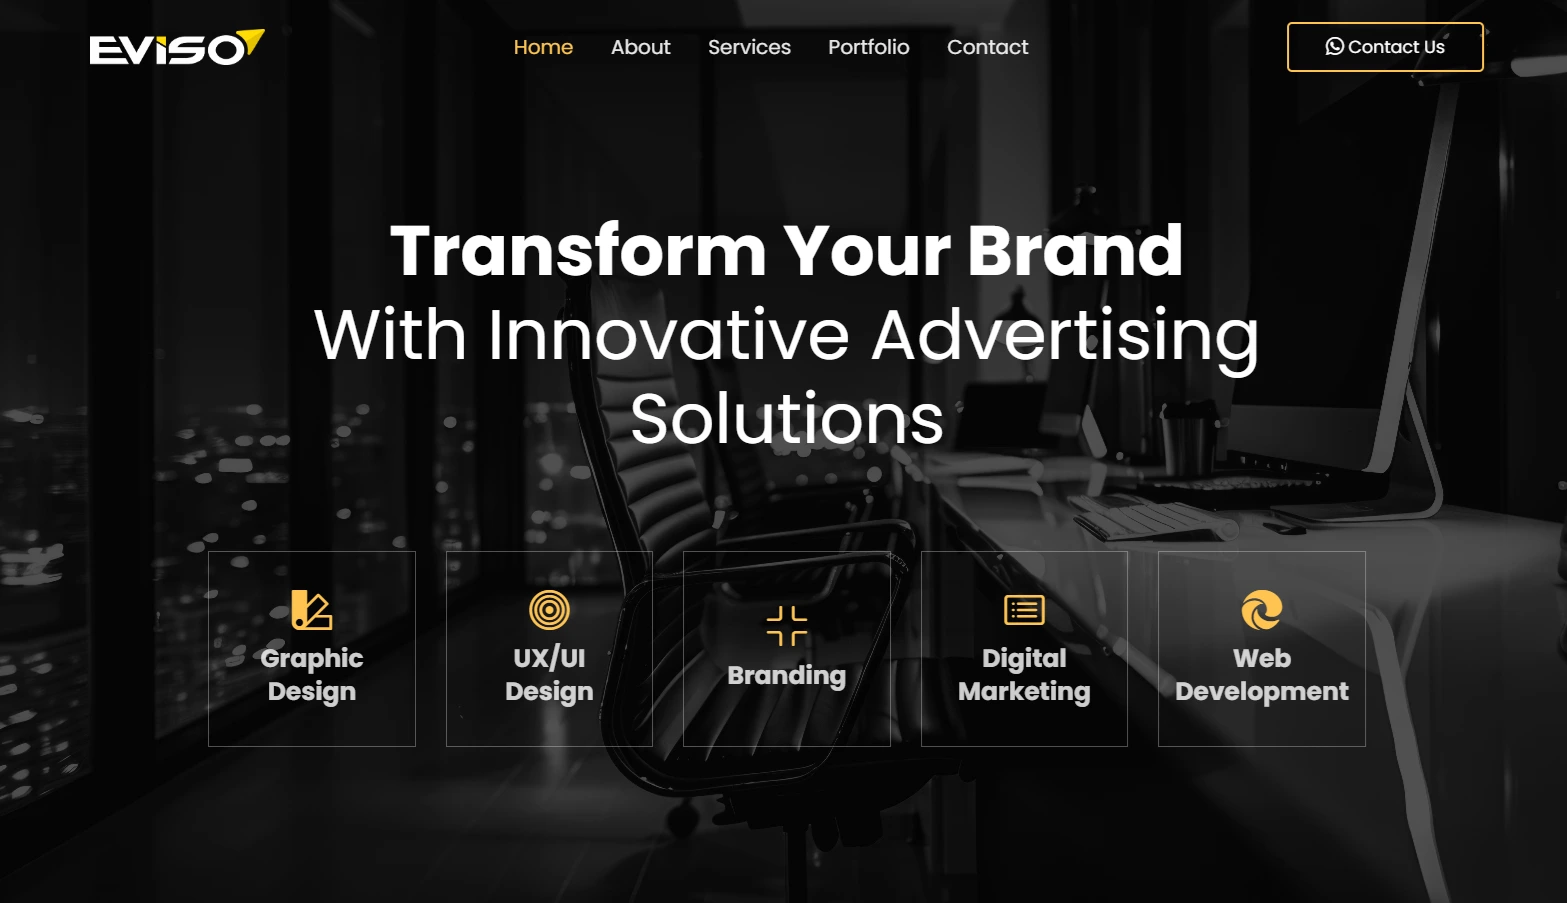 EViSO
Home
About
Services
Portfolio
Contact
Contact Us
Transform Your Brand
With Innovative Advertising
Solutions
Graphic
Design
UX/UI
Design
Branding
Digital
Marketing
Web
Development